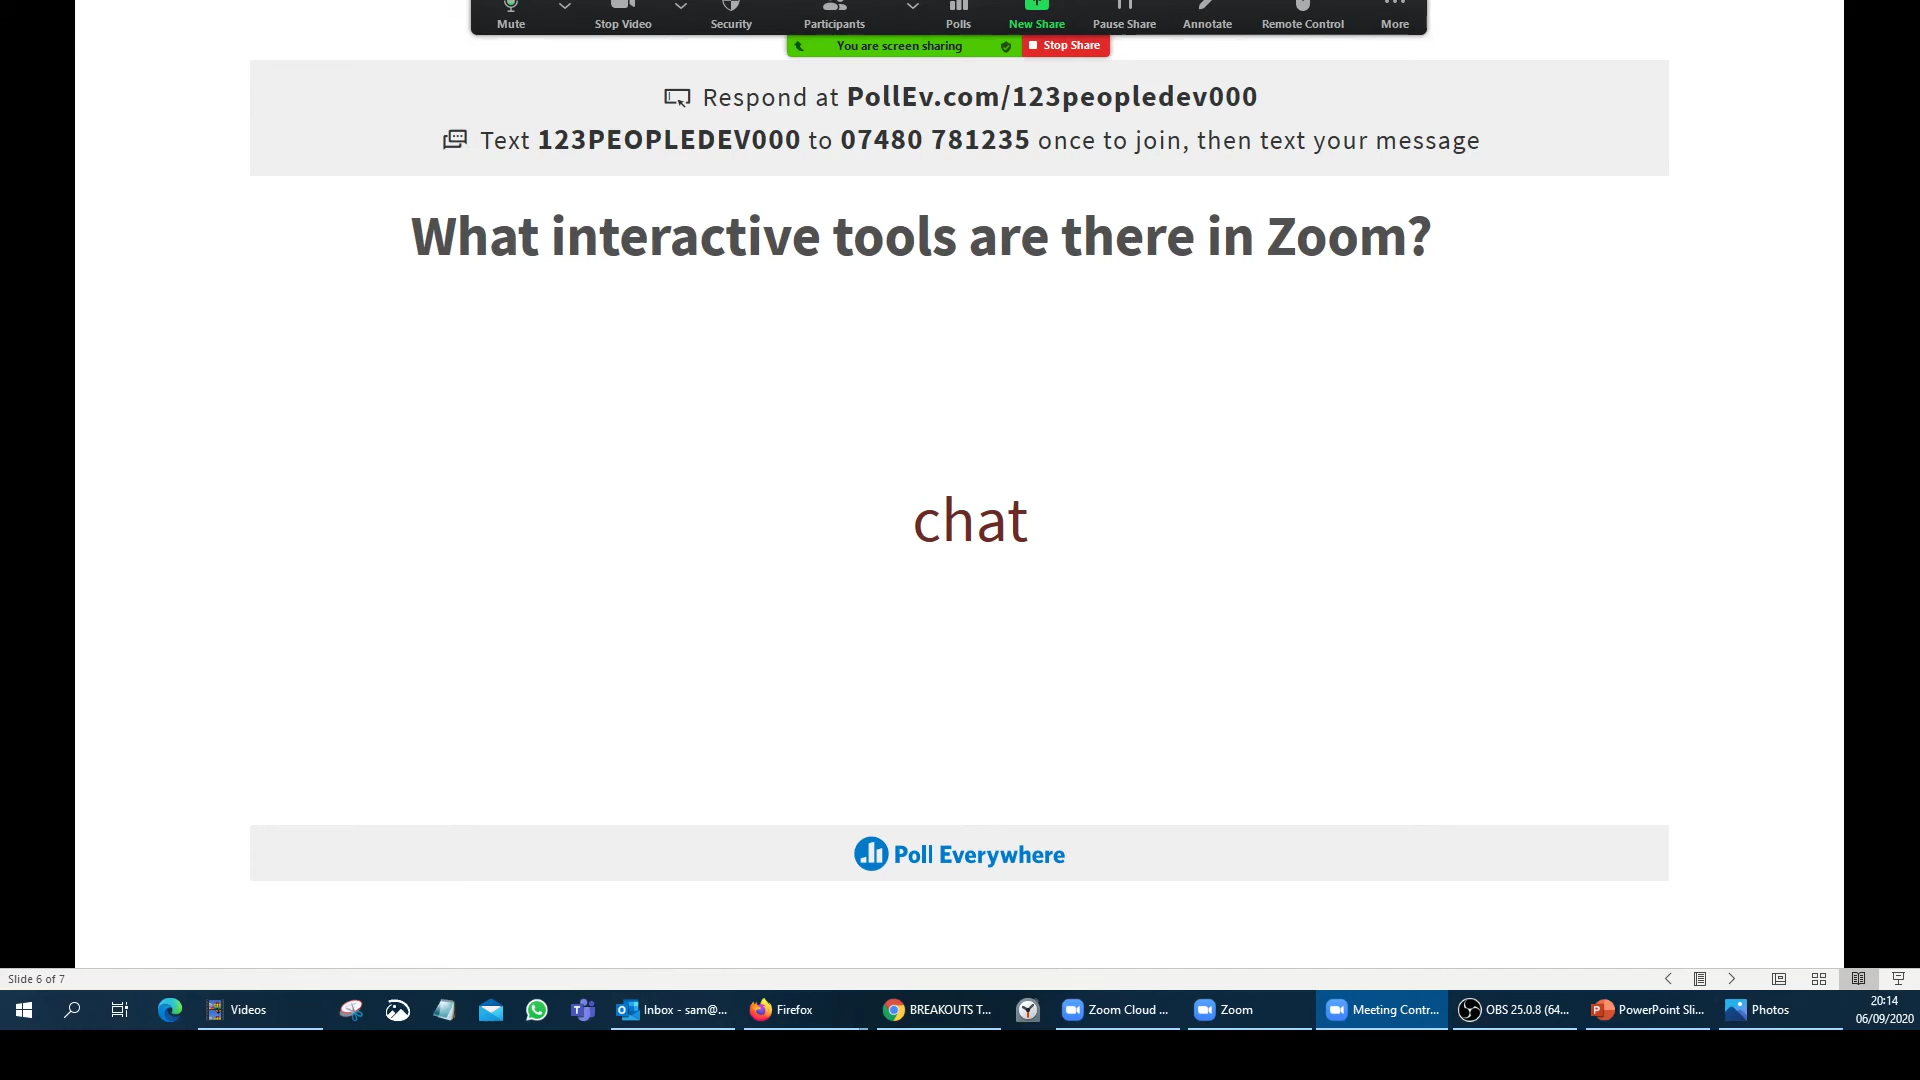 Mute Stop Video Security Participants Polls New Share Pause Share Annotate Remote Control More
You are screen sharing Stop Share
Respond at PollEv.com/123peopledev000
Text 123PEOPLEDEV000 to 07480 781235 once to join, then text your message
What interactive tools are there in Zoom?
chat
Poll Everywhere
Slide 6 of 7
Videos Inbox - sam@... Firefox BREAKOUTS T... Zoom Cloud ... Zoom Meeting Contr... OBS 25.0.8 (64... PowerPoint Sli... Photos 20:14
06/09/2020